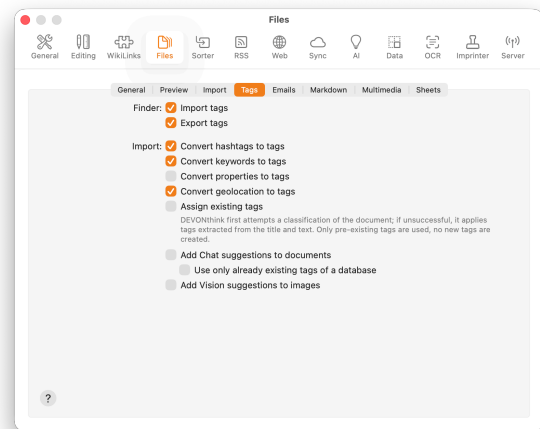 Files
General Editing WikiLinks Files Sorter RSS Web Sync AI Data OCR Imprinter Server
General Preview Import Tags Emails Markdown Multimedia Sheets
Finder: Import tags
Export tags
Import: Convert hashtags to tags
Convert keywords to tags
Convert properties to tags
Convert geolocation to tags
Assign existing tags
DEVONthink first attempts a classification of the document; if unsuccessful, it applies
tags extracted from the title and text. Only pre-existing tags are used, no new tags are
created.
Add Chat suggestions to documents
Use only already existing tags of a database
Add Vision suggestions to images
?